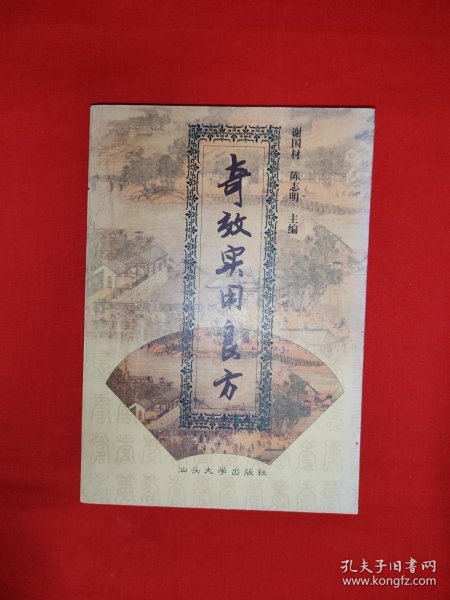 谢国材 陈志明 主编
奇效实用良方
汕头大学出版社
孔夫子旧书网
www.kongfz.com